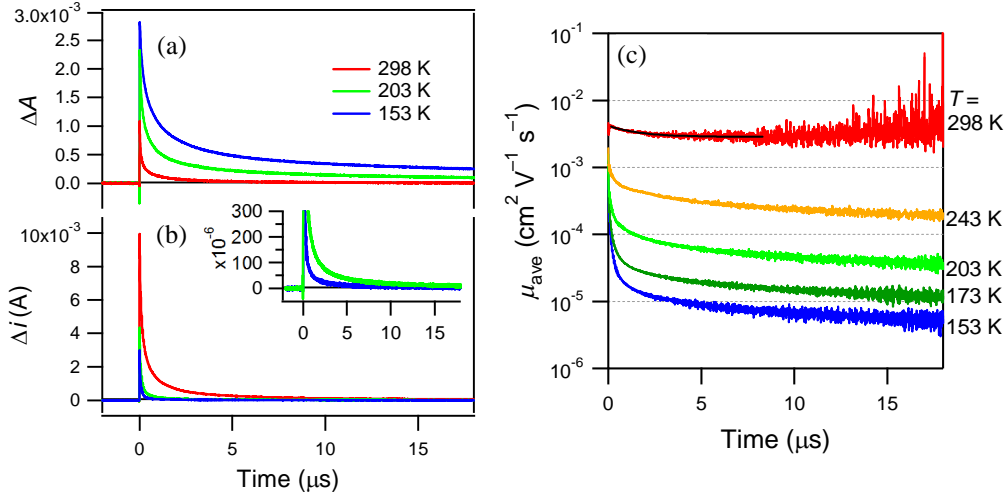 3.0x10⁻³
2.5
2.0
1.5
1.0
0.5
0.0
ΔA
(a)
298 K
203 K
153 K
10x10⁻³
8
6
4
2
0
Δi (A)
(b)
x10⁻⁶
300
200
100
0
0 5 10 15
0 5 10 15
Time (μs)
10⁻¹
10⁻²
10⁻³
10⁻⁴
10⁻⁵
10⁻⁶
μave (cm² V⁻¹ s⁻¹)
(c)
T =
298 K
243 K
203 K
173 K
153 K
0 5 10 15
Time (μs)